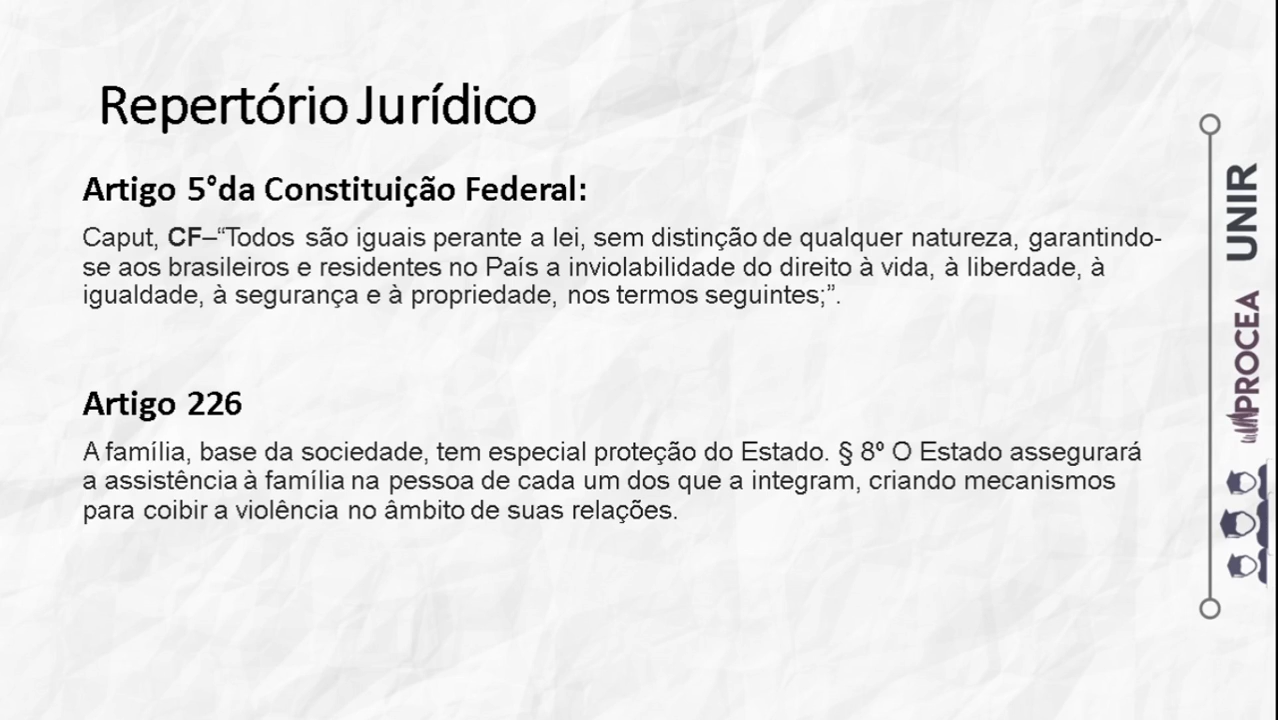 Repertório Jurídico
Artigo 5°da Constituição Federal:
Caput, CF–“Todos são iguais perante a lei, sem distinção de qualquer natureza, garantindo-
se aos brasileiros e residentes no País a inviolabilidade do direito à vida, à liberdade, à
igualdade, à segurança e à propriedade, nos termos seguintes;”.
Artigo 226
A família, base da sociedade, tem especial proteção do Estado. § 8º O Estado assegurará
a assistência à família na pessoa de cada um dos que a integram, criando mecanismos
para coibir a violência no âmbito de suas relações.
UNIR
PROCEA